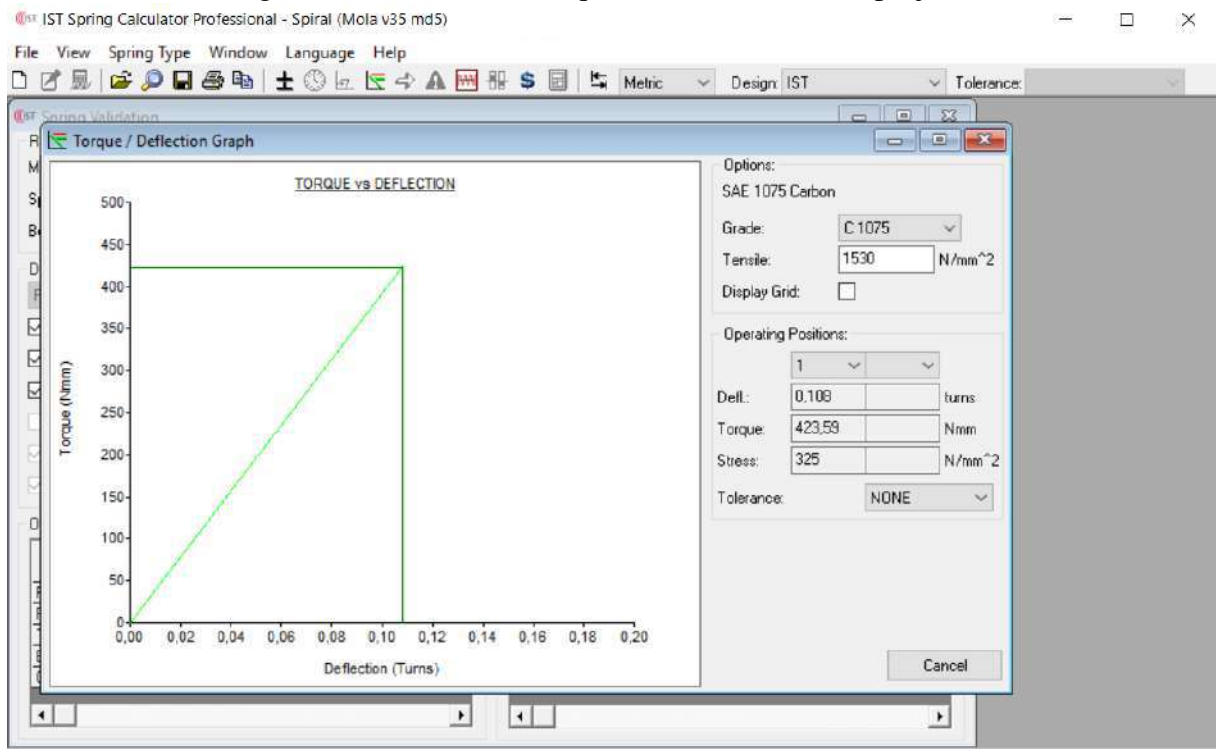 IST Spring Calculator Professional - Spiral (Mola v35 md5)
File View Spring Type Window Language Help
Metric Design: IST Tolerance:
Spring Validation
Torque / Deflection Graph
TORQUE vs DEFLECTION
500
450
400
350
300
250
200
150
100
50
0
Torque (Nmm)
0,00 0,02 0,04 0,06 0,08 0,10 0,12 0,14 0,16 0,18 0,20
Deflection (Turns)
Options:
SAE 1075 Carbon
Grade: C 1075
Tensile: 1530 N/mm^2
Display Grid:
Operating Positions:
1
Defl.: 0,108 turns
Torque: 423,59 Nmm
Stress: 325 N/mm^2
Tolerance: NONE
Cancel